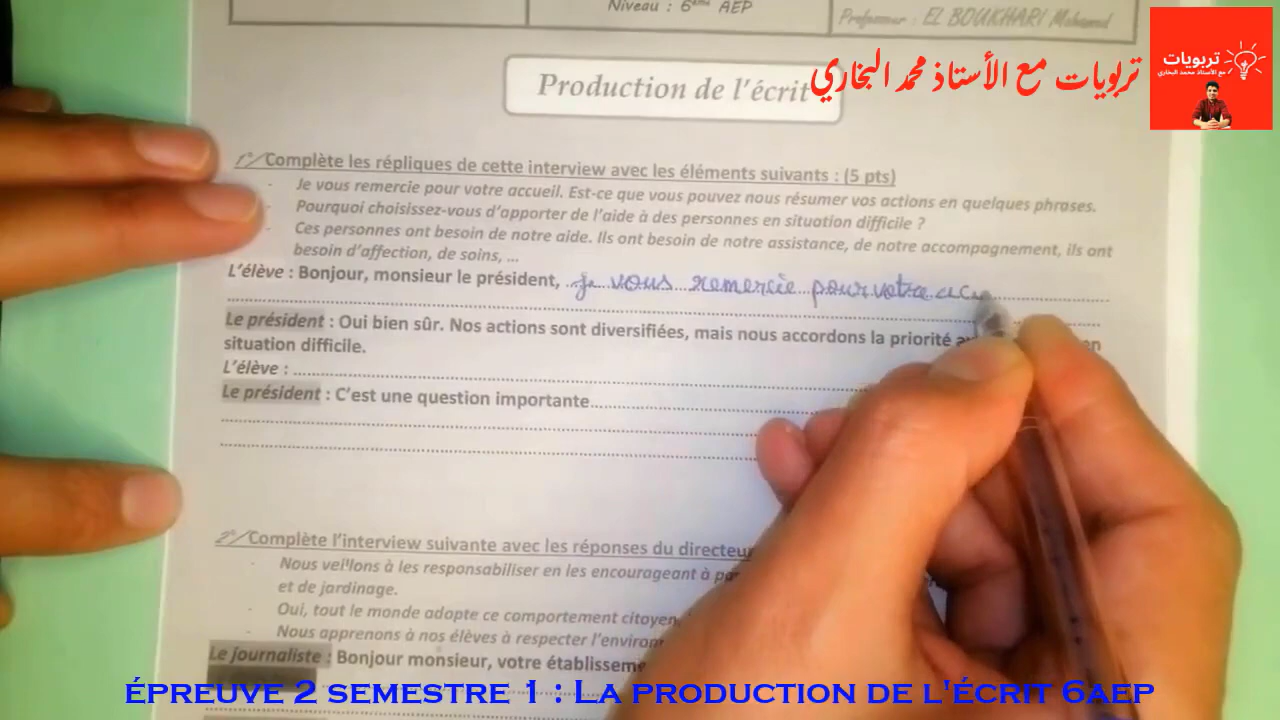 Niveau : 6ème AEP
Professeur : EL BOUKHARI Mohamed
تربويات
مع الأستاذ محمد البخاري
تربويات مع الأستاذ محمد البخاري
Production de l'écrit
1°/Complète les répliques de cette interview avec les éléments suivants : (5 pts)
- Je vous remercie pour votre accueil. Est-ce que vous pouvez nous résumer vos actions en quelques phrases.
- Pourquoi choisissez-vous d'apporter de l'aide à des personnes en situation difficile ?
- Ces personnes ont besoin de notre aide. Ils ont besoin de notre assistance, de notre accompagnement, ils ont
besoin d'affection, de soins, ...
L'élève : Bonjour, monsieur le président, je vous remercie pour votre
Le président : Oui bien sûr. Nos actions sont diversifiées, mais nous accordons la priorité en
situation difficile.
L'élève :
Le président : C'est une question importante
2°/Complète l'interview suivante avec les réponses du directeur
- Nous veillons à les responsabiliser en les encourageant à
et de jardinage.
- Oui, tout le monde adopte ce comportement citoyen,
- Nous apprenons à nos élèves à respecter
Le journaliste : Bonjour monsieur, votre
épreuve 2 semestre 1 : La production de l'écrit 6aep